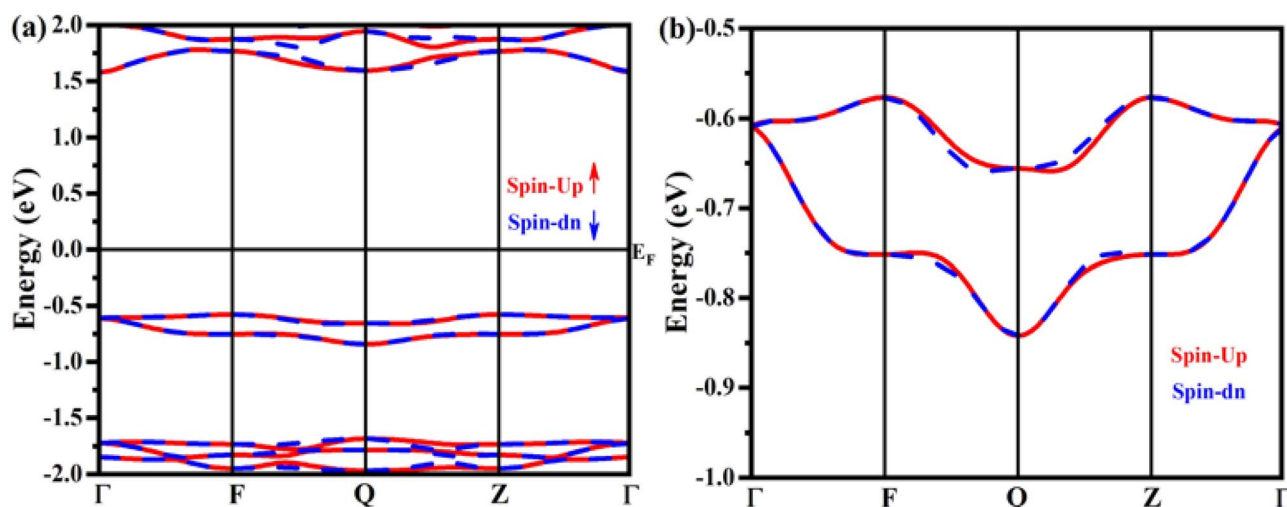 (a)
2.0
1.5
1.0
0.5
0.0
-0.5
-1.0
-1.5
-2.0
Energy (eV)
Spin-Up
Spin-dn
E_F
Γ F Q Z Γ
(b)
-0.5
-0.6
-0.7
-0.8
-0.9
-1.0
Energy (eV)
Spin-Up
Spin-dn
Γ F Q Z Γ